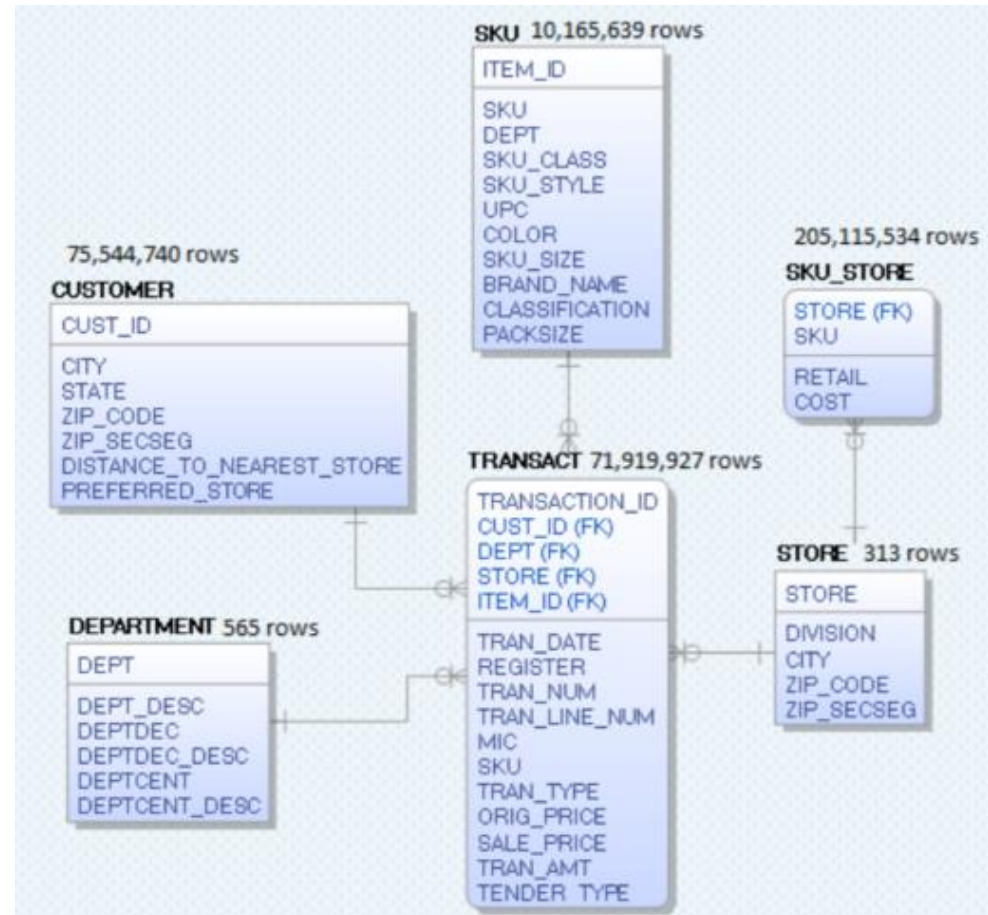 SKU 10,165,639 rows
ITEM_ID
SKU
DEPT
SKU_CLASS
SKU_STYLE
UPC
COLOR
SKU_SIZE
BRAND_NAME
CLASSIFICATION
PACKSIZE
75,544,740 rows
CUSTOMER
CUST_ID
CITY
STATE
ZIP_CODE
ZIP_SECSEG
DISTANCE_TO_NEAREST_STORE
PREFERRED_STORE
205,115,534 rows
SKU_STORE
STORE (FK)
SKU
RETAIL
COST
TRANSACT 71,919,927 rows
TRANSACTION_ID
CUST_ID (FK)
DEPT (FK)
STORE (FK)
ITEM_ID (FK)
TRAN_DATE
REGISTER
TRAN_NUM
TRAN_LINE_NUM
MIC
SKU
TRAN_TYPE
ORIG_PRICE
SALE_PRICE
TRAN_AMT
TENDER_TYPE
STORE 313 rows
STORE
DIVISION
CITY
ZIP_CODE
ZIP_SECSEG
DEPARTMENT 565 rows
DEPT
DEPT_DESC
DEPTDEC
DEPTDEC_DESC
DEPTCENT
DEPTCENT_DESC